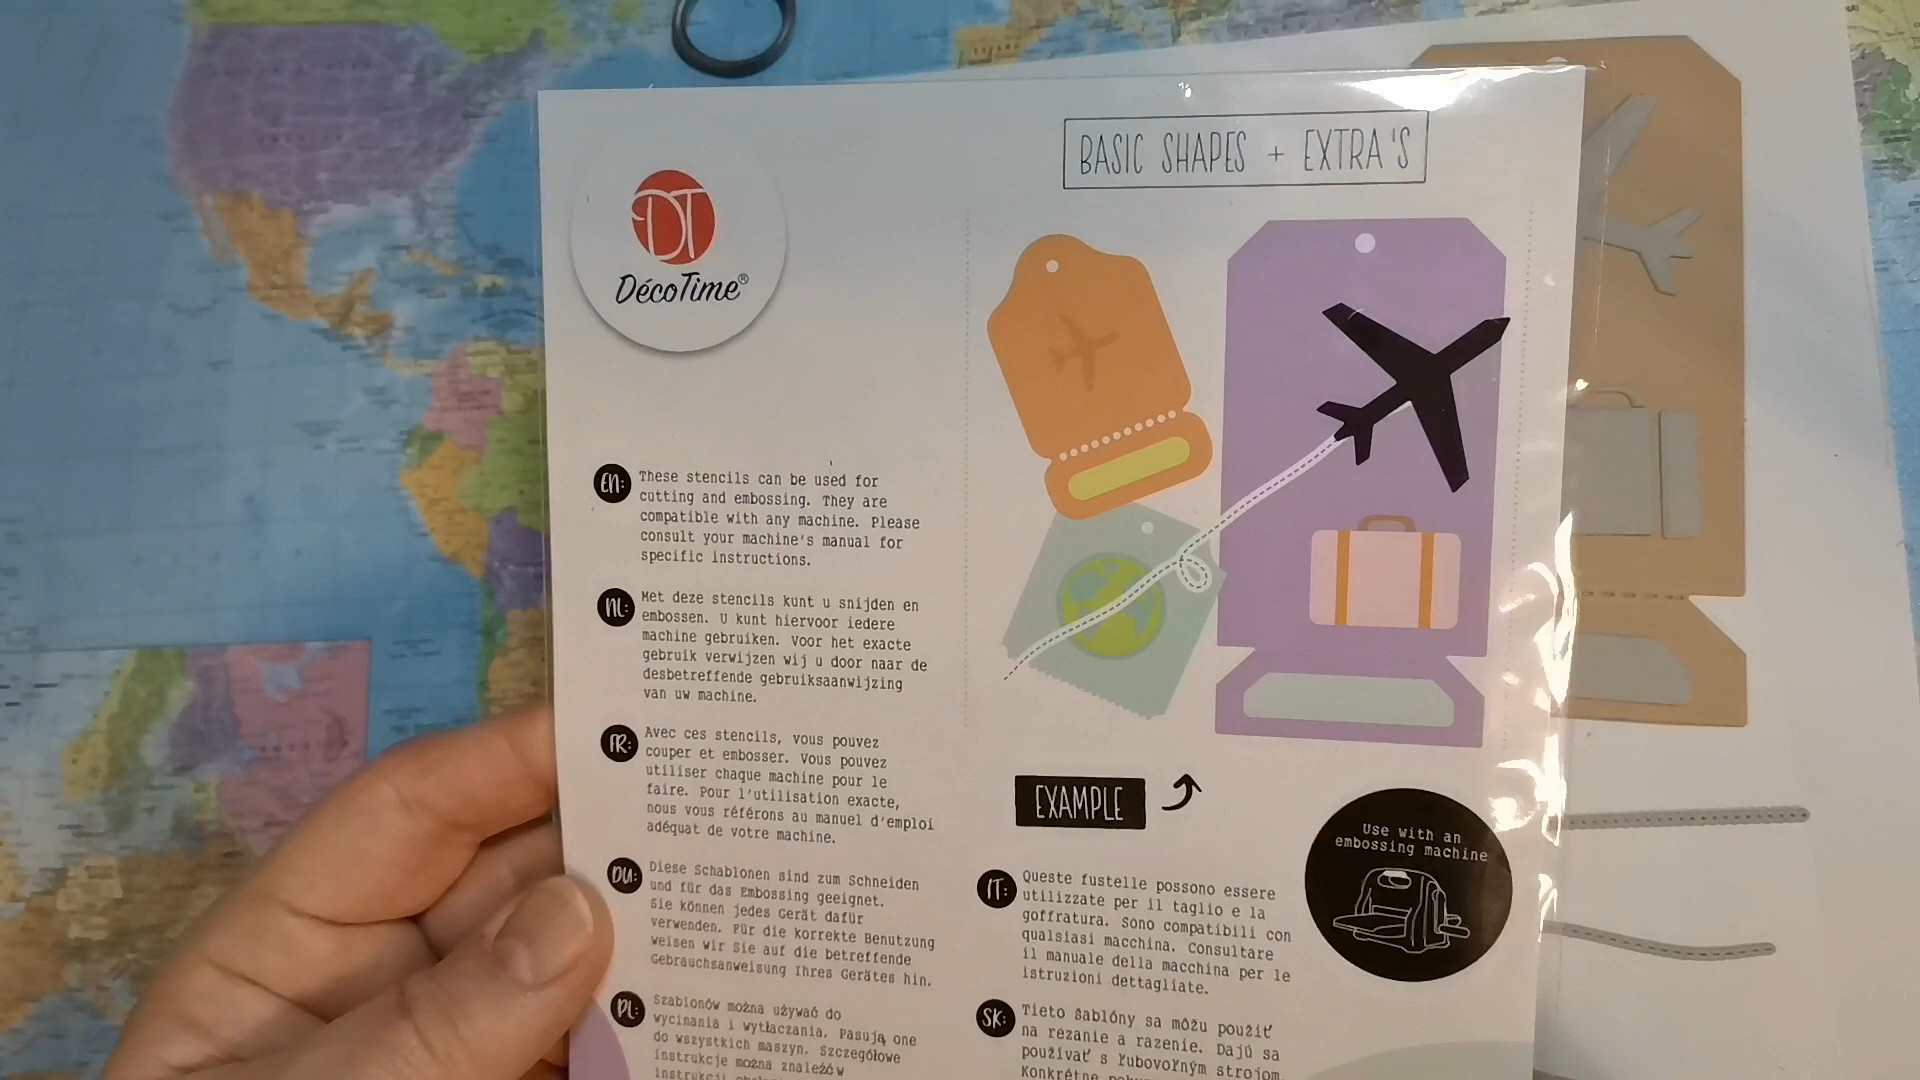 BASIC SHAPES + EXTRA'S
DT
DécoTime®
EN:
These stencils can be used for
cutting and embossing. They are
compatible with any machine. Please
consult your machine's manual for
specific instructions.
NL:
Met deze stencils kunt u snijden en
embossen. U kunt hiervoor iedere
machine gebruiken. Voor het exacte
gebruik verwijzen wij u door naar de
desbetreffende gebruiksaanwijzing
van uw machine.
FR:
Avec ces stencils, vous pouvez
couper et embosser. Vous pouvez
utiliser chaque machine pour le
faire. Pour l'utilisation exacte,
nous vous référons au manuel d'emploi
adéquat de votre machine.
DU:
Diese Schablonen sind zum Schneiden
und für das Embossing geeignet.
Sie können jedes Gerät dafür
verwenden. Für die korrekte Benutzung
weisen wir Sie auf die betreffende
Gebrauchsanweisung Ihres Gerätes hin.
PL:
Szablonów można używać do
wycinania i wytłaczania. Pasują one
do wszystkich maszyn. Szczegółowe
instrukcje można znaleźć w
instrukcji
EXAMPLE
Use with an
embossing machine
IT:
Queste fustelle possono essere
utilizzate per il taglio e la
goffratura. Sono compatibili con
qualsiasi macchina. Consultare
il manuale della macchina per le
istruzioni dettagliate.
SK:
Tieto šablóny sa môžu použiť
na rezanie a razenie. Dajú sa
používať s ľubovoľným strojom.
Konkrétne